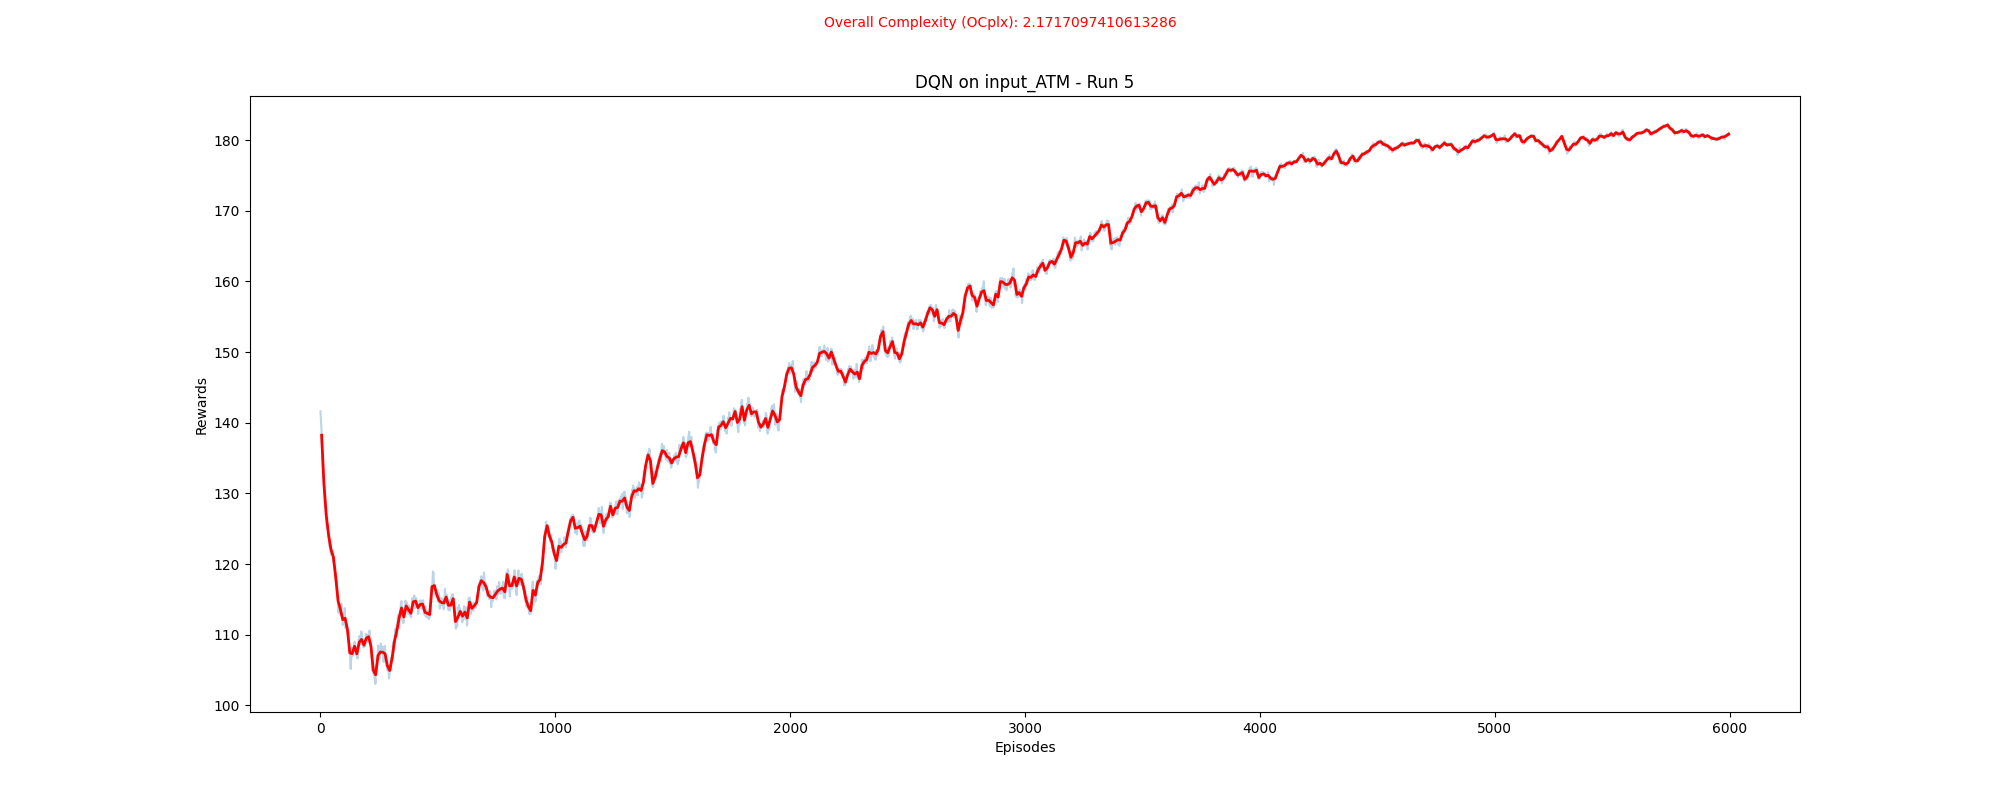 Overall Complexity (OCplx): 2.1717097410613286
DQN on input_ATM - Run 5
Rewards
180
170
160
150
140
130
120
110
100
0 1000 2000 3000 4000 5000 6000
Episodes